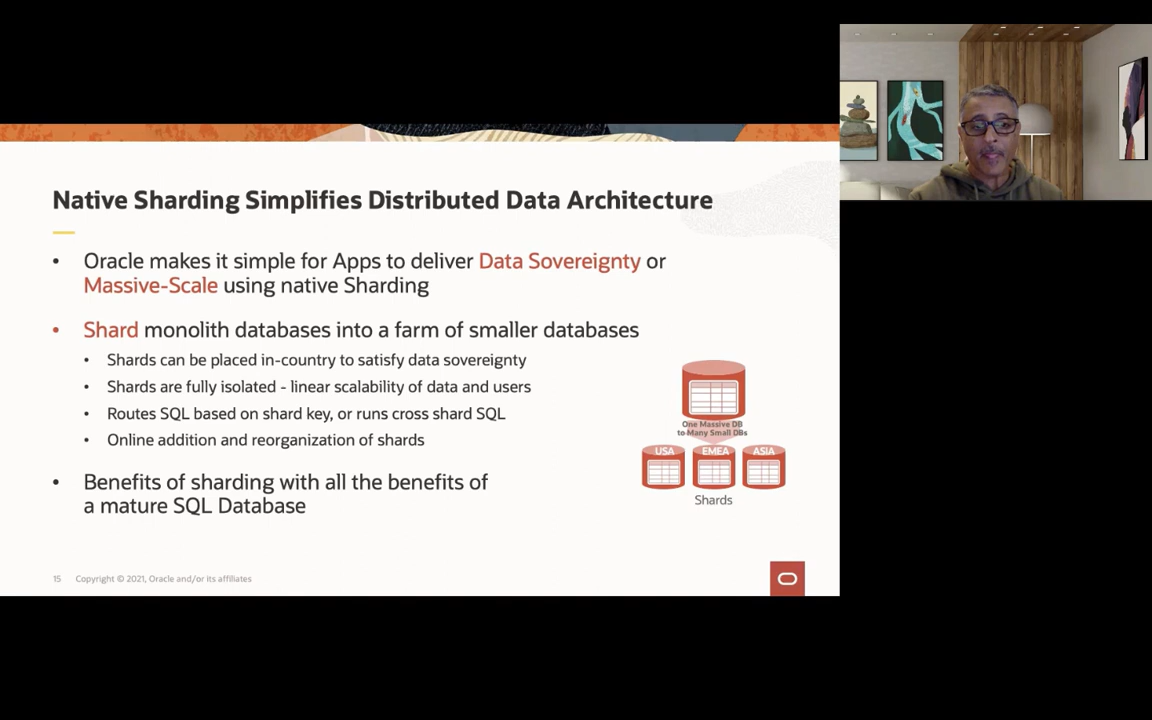 Native Sharding Simplifies Distributed Data Architecture
• Oracle makes it simple for Apps to deliver Data Sovereignty or
Massive-Scale using native Sharding
• Shard monolith databases into a farm of smaller databases
• Shards can be placed in-country to satisfy data sovereignty
• Shards are fully isolated - linear scalability of data and users
• Routes SQL based on shard key, or runs cross shard SQL
• Online addition and reorganization of shards
• Benefits of sharding with all the benefits of
a mature SQL Database
One Massive DB
to Many Small DBs
USA EMEA ASIA
Shards
15 Copyright © 2021, Oracle and/or its affiliates